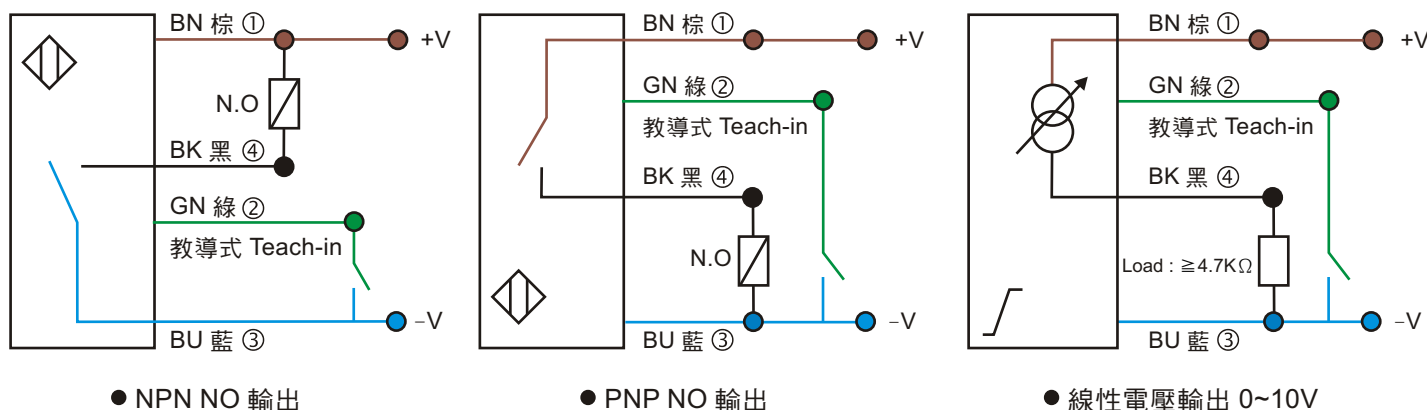 BN 棕 ①
+V
N.O
BK 黑 ④
GN 綠 ②
教導式 Teach-in
−V
BU 藍 ③
● NPN NO 輸出
BN 棕 ①
+V
GN 綠 ②
教導式 Teach-in
BK 黑 ④
N.O
−V
BU 藍 ③
● PNP NO 輸出
BN 棕 ①
+V
GN 綠 ②
教導式 Teach-in
BK 黑 ④
Load : ≧4.7KΩ
−V
BU 藍 ③
● 線性電壓輸出 0~10V